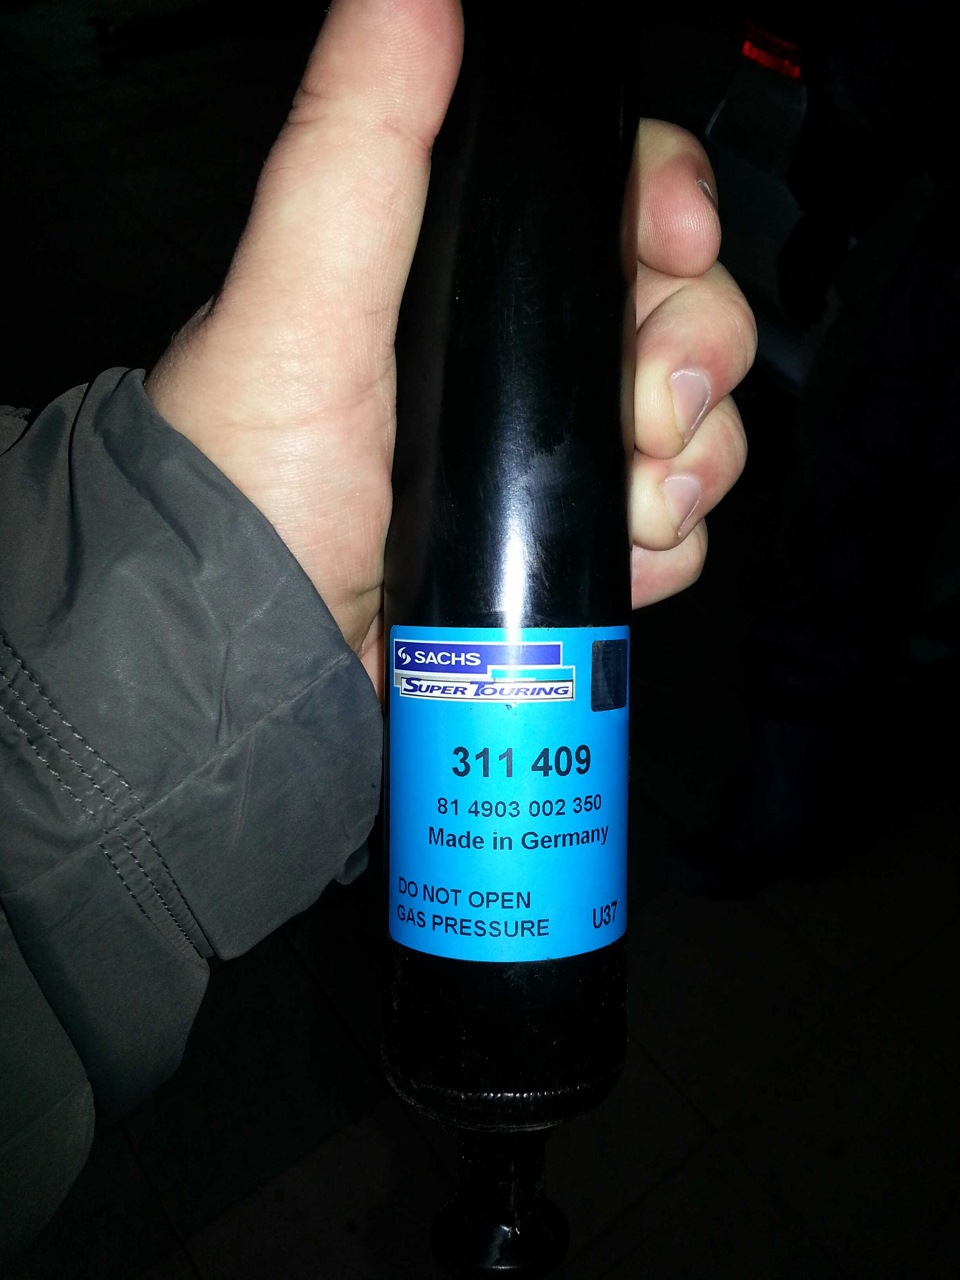 SACHS
SUPER TOURING
311 409
81 4903 002 350
Made in Germany
DO NOT OPEN
GAS PRESSURE
U37